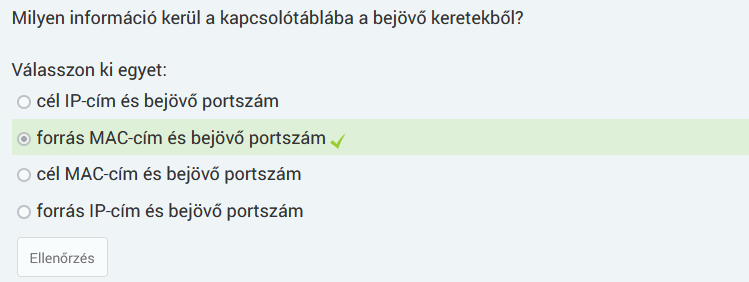 Milyen információ kerül a kapcsolótáblába a bejövő keretekből?
Válasszon ki egyet:
cél IP-cím és bejövő portszám
forrás MAC-cím és bejövő portszám
cél MAC-cím és bejövő portszám
forrás IP-cím és bejövő portszám
Ellenőrzés